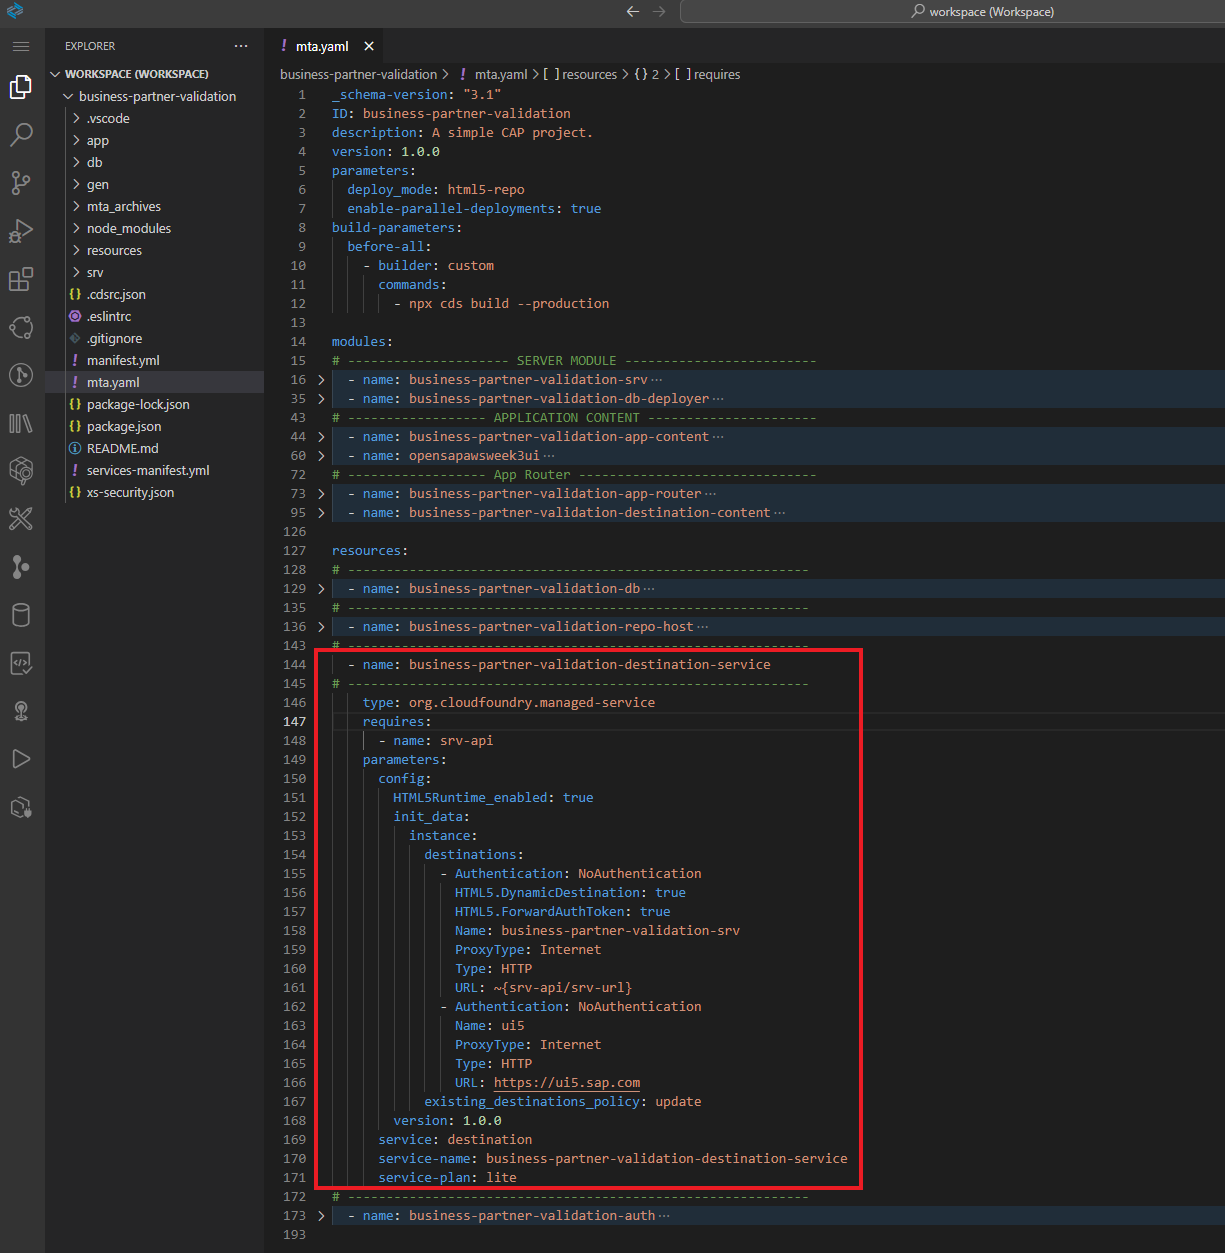 workspace (Workspace)
EXPLORER
WORKSPACE (WORKSPACE)
business-partner-validation
.vscode
app
db
gen
mta_archives
node_modules
resources
srv
.cdsrc.json
.eslintrc
.gitignore
manifest.yml
mta.yaml
package-lock.json
package.json
README.md
services-manifest.yml
xs-security.json
! mta.yaml
business-partner-validation > ! mta.yaml > [ ] resources > {} 2 > [ ] requires
1 _schema-version: "3.1"
2 ID: business-partner-validation
3 description: A simple CAP project.
4 version: 1.0.0
5 parameters:
6 deploy_mode: html5-repo
7 enable-parallel-deployments: true
8 build-parameters:
9 before-all:
10 - builder: custom
11 commands:
12 - npx cds build --production
13
14 modules:
15 # --------------------- SERVER MODULE -------------------------
16 - name: business-partner-validation-srv ···
35 - name: business-partner-validation-db-deployer ···
43 # ------------------ APPLICATION CONTENT ----------------------
44 - name: business-partner-validation-app-content ···
60 - name: opensapawsweek3ui ···
72 # ------------------ App Router -------------------------------
73 - name: business-partner-validation-app-router ···
95 - name: business-partner-validation-destination-content ···
126
127 resources:
128 # ------------------------------------------------------------
129 - name: business-partner-validation-db ···
135 # ------------------------------------------------------------
136 - name: business-partner-validation-repo-host ···
143 # ------------------------------------------------------------
144 - name: business-partner-validation-destination-service
145 # ------------------------------------------------------------
146 type: org.cloudfoundry.managed-service
147 requires:
148 - name: srv-api
149 parameters:
150 config:
151 HTML5Runtime_enabled: true
152 init_data:
153 instance:
154 destinations:
155 - Authentication: NoAuthentication
156 HTML5.DynamicDestination: true
157 HTML5.ForwardAuthToken: true
158 Name: business-partner-validation-srv
159 ProxyType: Internet
160 Type: HTTP
161 URL: ~{srv-api/srv-url}
162 - Authentication: NoAuthentication
163 Name: ui5
164 ProxyType: Internet
165 Type: HTTP
166 URL: https://ui5.sap.com
167 existing_destinations_policy: update
168 version: 1.0.0
169 service: destination
170 service-name: business-partner-validation-destination-service
171 service-plan: lite
172 # ------------------------------------------------------------
173 - name: business-partner-validation-auth ···
193